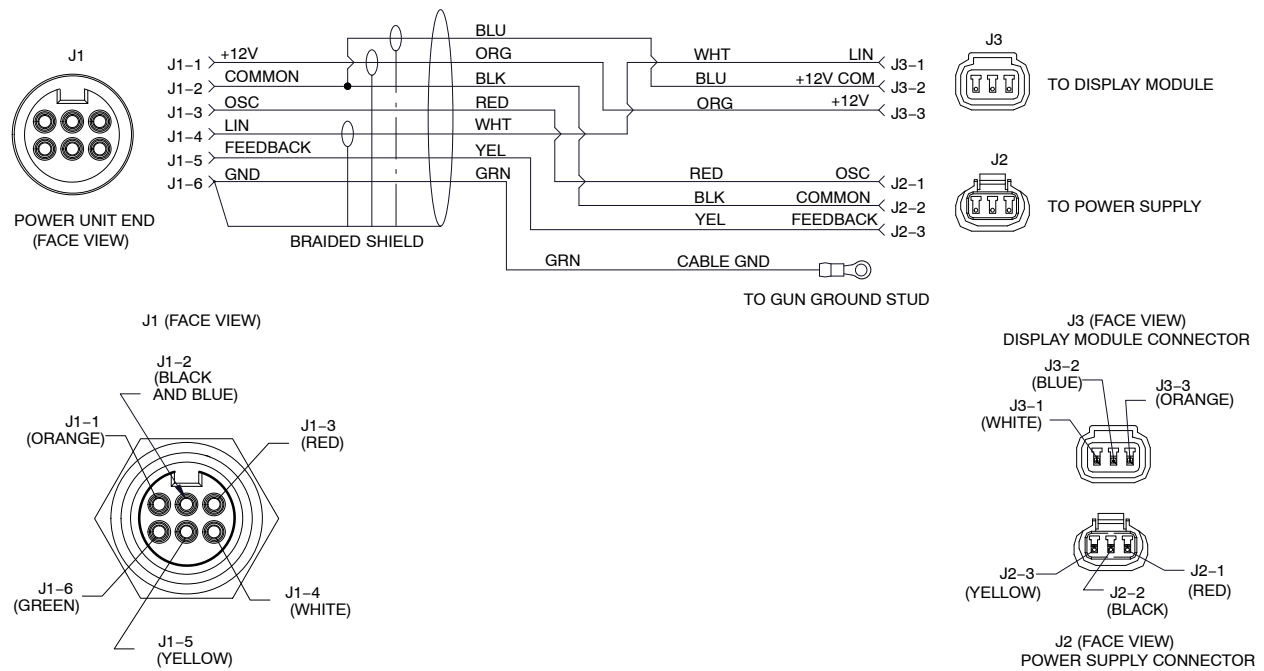 J1
J1−1
J1−2
J1−3
J1−4
J1−5
J1−6
+12V
COMMON
OSC
LIN
FEEDBACK
GND
BLU
ORG
BLK
RED
WHT
YEL
GRN
BRAIDED SHIELD
POWER UNIT END
(FACE VIEW)
WHT LIN J3−1
BLU +12V COM J3−2
ORG +12V J3−3
J3
TO DISPLAY MODULE
RED OSC J2−1
BLK COMMON J2−2
YEL FEEDBACK J2−3
J2
TO POWER SUPPLY
GRN CABLE GND
TO GUN GROUND STUD
J1 (FACE VIEW)
J1−2
(BLACK
AND BLUE)
J1−1
(ORANGE)
J1−3
(RED)
J1−6
(GREEN)
J1−4
(WHITE)
J1−5
(YELLOW)
J3 (FACE VIEW)
DISPLAY MODULE CONNECTOR
J3−2
(BLUE)
J3−3
(ORANGE)
J3−1
(WHITE)
J2−3
(YELLOW)
J2−2
(BLACK)
J2−1
(RED)
J2 (FACE VIEW)
POWER SUPPLY CONNECTOR